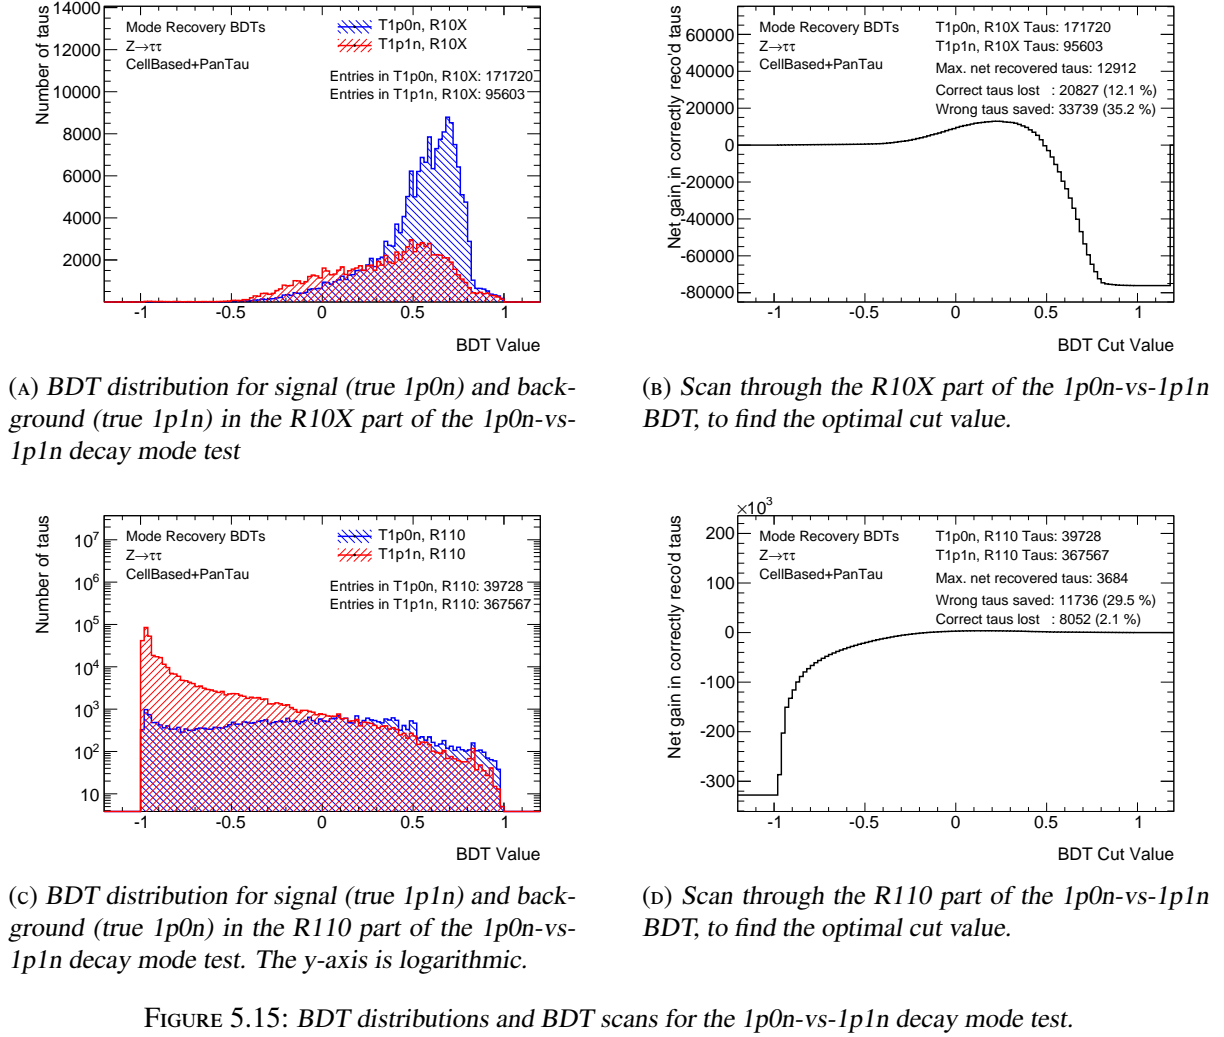 14000
12000
10000
8000
6000
4000
2000
Number of taus
Mode Recovery BDTs
Z→ττ
CellBased+PanTau
T1p0n, R10X
T1p1n, R10X
Entries in T1p0n, R10X: 171720
Entries in T1p1n, R10X: 95603
-1 -0.5 0 0.5 1
BDT Value
60000
40000
20000
0
-20000
-40000
-60000
-80000
Net gain in correctly reco'd taus
Mode Recovery BDTs
Z→ττ
CellBased+PanTau
T1p0n, R10X Taus: 171720
T1p1n, R10X Taus: 95603
Max. net recovered taus: 12912
Correct taus lost : 20827 (12.1 %)
Wrong taus saved: 33739 (35.2 %)
-1 -0.5 0 0.5 1
BDT Cut Value
(A) BDT distribution for signal (true 1p0n) and back-
ground (true 1p1n) in the R10X part of the 1p0n-vs-
1p1n decay mode test
(B) Scan through the R10X part of the 1p0n-vs-1p1n
BDT, to find the optimal cut value.
10⁷
10⁶
10⁵
10⁴
10³
10²
10
Number of taus
Mode Recovery BDTs
Z→ττ
CellBased+PanTau
T1p0n, R110
T1p1n, R110
Entries in T1p0n, R110: 39728
Entries in T1p1n, R110: 367567
-1 -0.5 0 0.5 1
BDT Value
×10³
200
100
0
-100
-200
-300
Net gain in correctly reco'd taus
Mode Recovery BDTs
Z→ττ
CellBased+PanTau
T1p0n, R110 Taus: 39728
T1p1n, R110 Taus: 367567
Max. net recovered taus: 3684
Wrong taus saved: 11736 (29.5 %)
Correct taus lost : 8052 (2.1 %)
-1 -0.5 0 0.5 1
BDT Cut Value
(C) BDT distribution for signal (true 1p1n) and back-
ground (true 1p0n) in the R110 part of the 1p0n-vs-
1p1n decay mode test. The y-axis is logarithmic.
(D) Scan through the R110 part of the 1p0n-vs-1p1n
BDT, to find the optimal cut value.
FIGURE 5.15: BDT distributions and BDT scans for the 1p0n-vs-1p1n decay mode test.